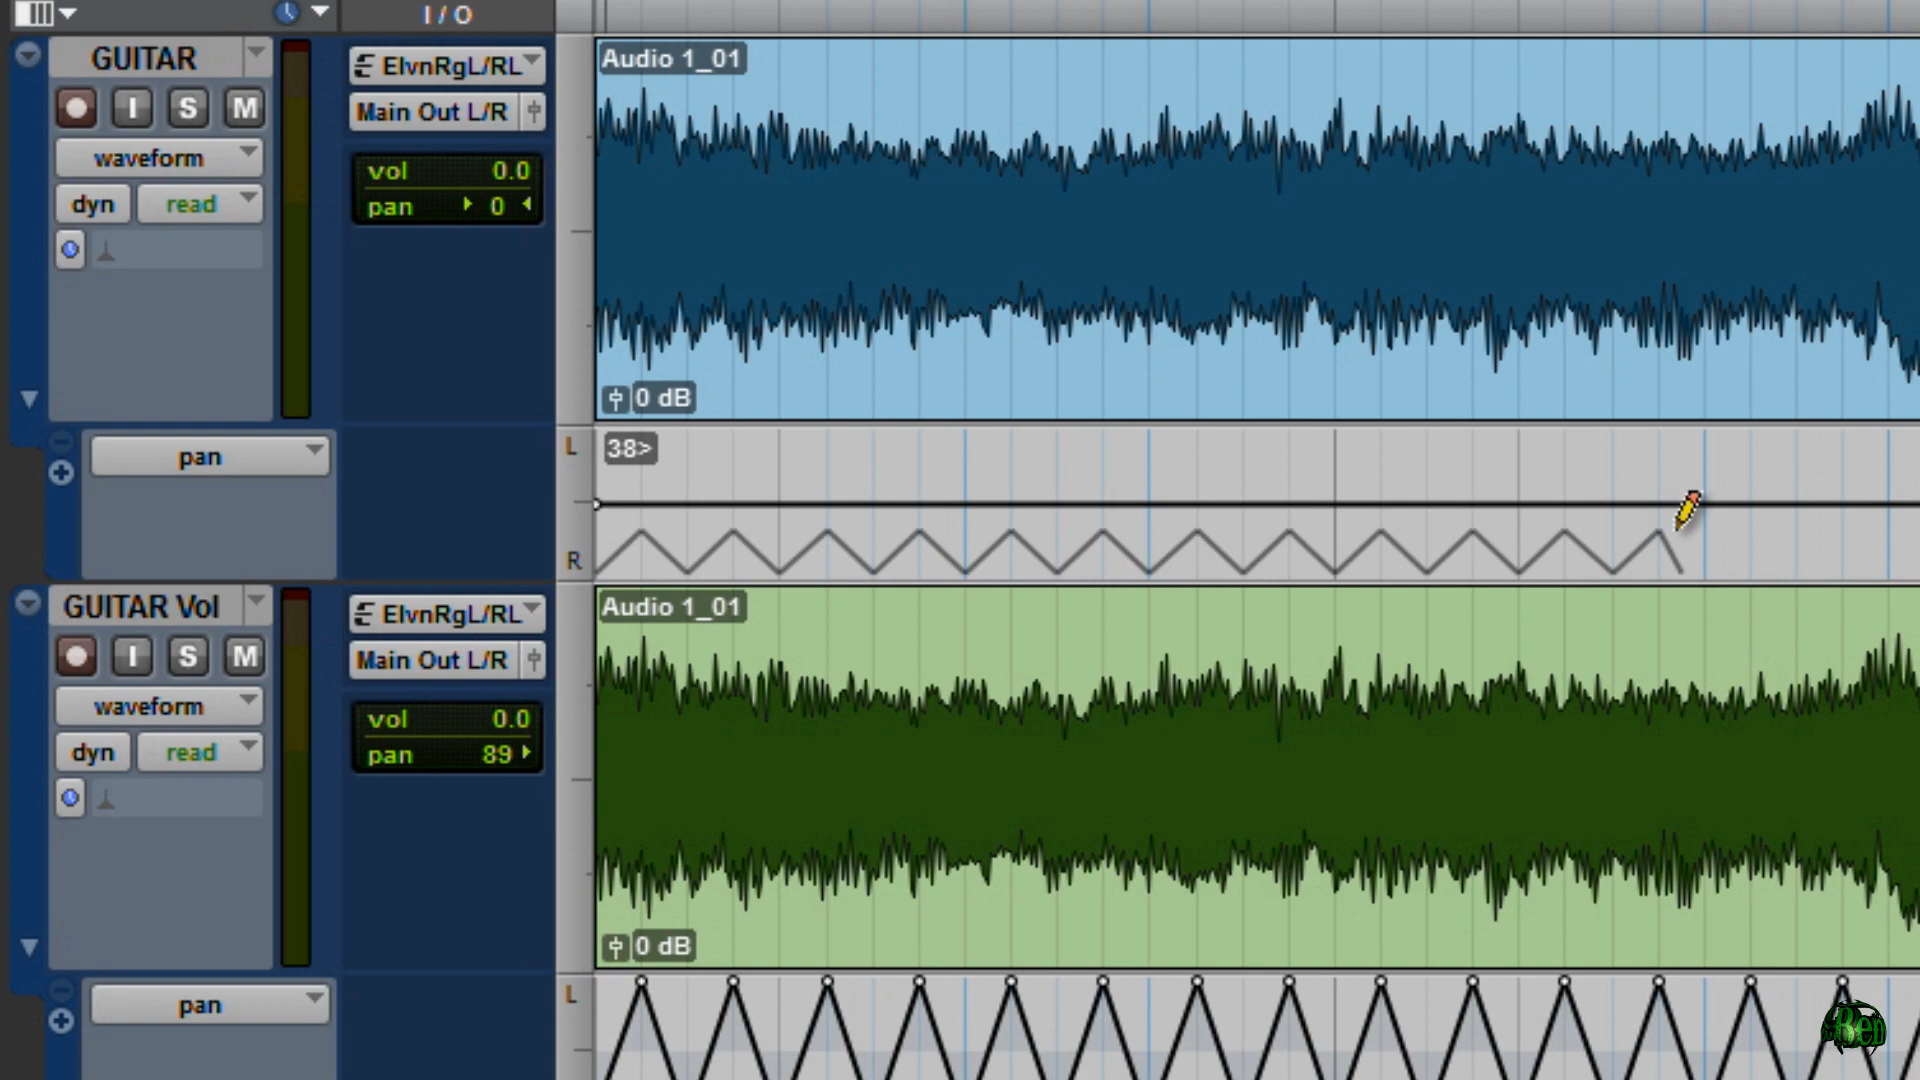 I / O
GUITAR
I S M
waveform
dyn read
ElvnRgL/RL
Main Out L/R
vol 0.0
pan 0
Audio 1_01
0 dB
pan
L
R
38>
GUITAR Vol
I S M
waveform
dyn read
ElvnRgL/RL
Main Out L/R
vol 0.0
pan 89
Audio 1_01
0 dB
pan
L
Ben